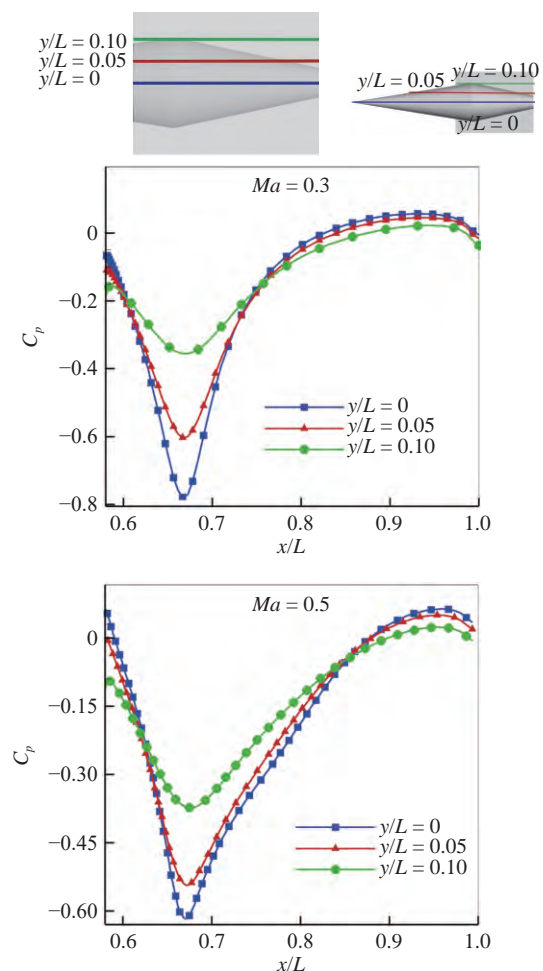 y/L = 0.10
y/L = 0.05
y/L = 0
y/L = 0.05
y/L = 0.10
y/L = 0
Ma = 0.3
0
−0.2
−0.4
−0.6
−0.8
C_p
y/L = 0
y/L = 0.05
y/L = 0.10
0.6 0.7 0.8 0.9 1.0
x/L
Ma = 0.5
0
−0.15
−0.30
−0.45
−0.60
C_p
y/L = 0
y/L = 0.05
y/L = 0.10
0.6 0.7 0.8 0.9 1.0
x/L